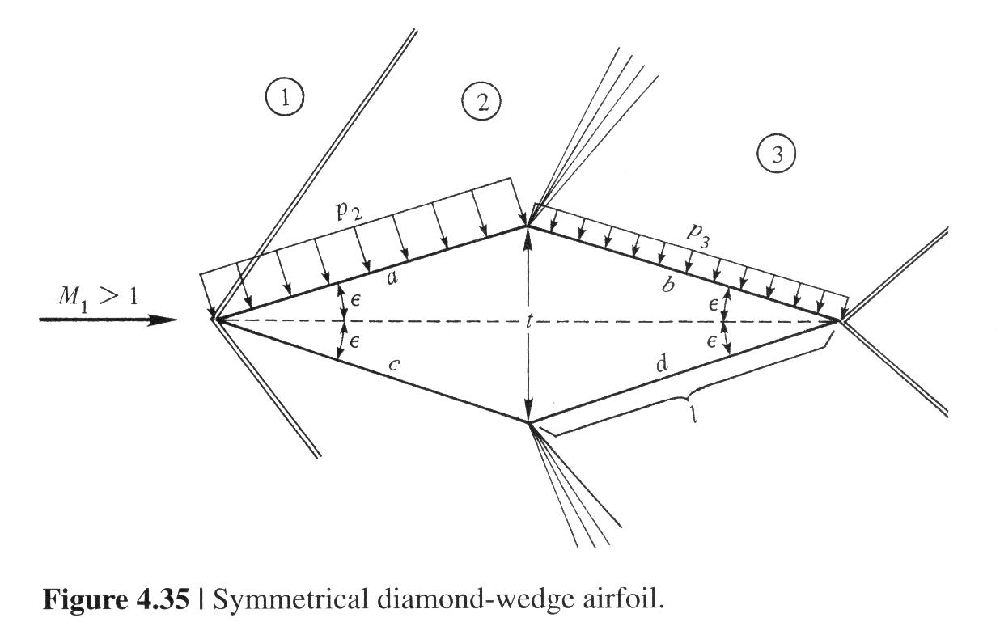 1
2
3
p2
p3
a
b
M1 > 1
ϵ
ϵ
t
ϵ
ϵ
c
d
l
Figure 4.35 | Symmetrical diamond-wedge airfoil.